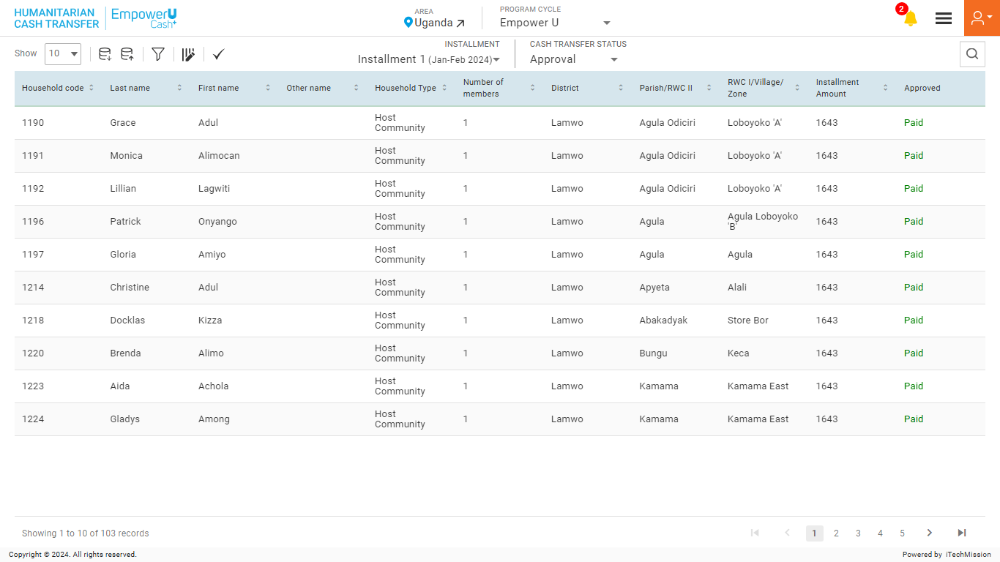 HUMANITARIAN
CASH TRANSFER
EmpowerU
Cash+
AREA
Uganda
PROGRAM CYCLE
Empower U
2
Show 10
INSTALLMENT
Installment 1 (Jan-Feb 2024)
CASH TRANSFER STATUS
Approval
Household code Last name First name Other name Household Type Number of members District Parish/RWC II RWC I/Village/ Zone Installment Amount Approved
1190 Grace Adul Host Community 1 Lamwo Agula Odiciri Loboyoko 'A' 1643 Paid
1191 Monica Alimocan Host Community 1 Lamwo Agula Odiciri Loboyoko 'A' 1643 Paid
1192 Lillian Lagwiti Host Community 1 Lamwo Agula Odiciri Loboyoko 'A' 1643 Paid
1196 Patrick Onyango Host Community 1 Lamwo Agula Agula Loboyoko 'B' 1643 Paid
1197 Gloria Amiyo Host Community 1 Lamwo Agula Agula 1643 Paid
1214 Christine Adul Host Community 1 Lamwo Apyeta Alali 1643 Paid
1218 Docklas Kizza Host Community 1 Lamwo Abakadyak Store Bor 1643 Paid
1220 Brenda Alimo Host Community 1 Lamwo Bungu Keca 1643 Paid
1223 Aida Achola Host Community 1 Lamwo Kamama Kamama East 1643 Paid
1224 Gladys Among Host Community 1 Lamwo Kamama Kamama East 1643 Paid
Showing 1 to 10 of 103 records
1 2 3 4 5
Copyright © 2024. All rights reserved.
Powered by iTechMission